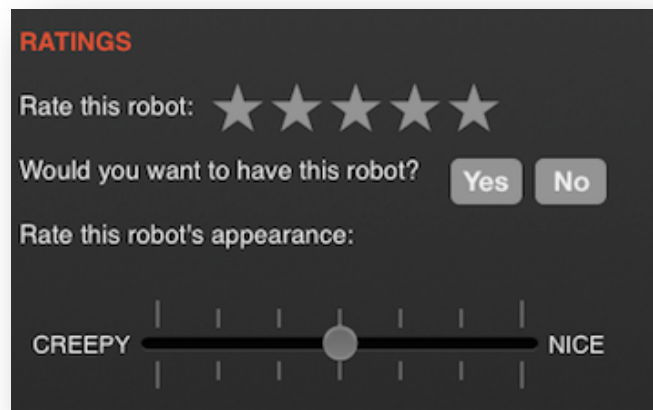 RATINGS
Rate this robot:
Would you want to have this robot? Yes No
Rate this robot's appearance:
CREEPY NICE